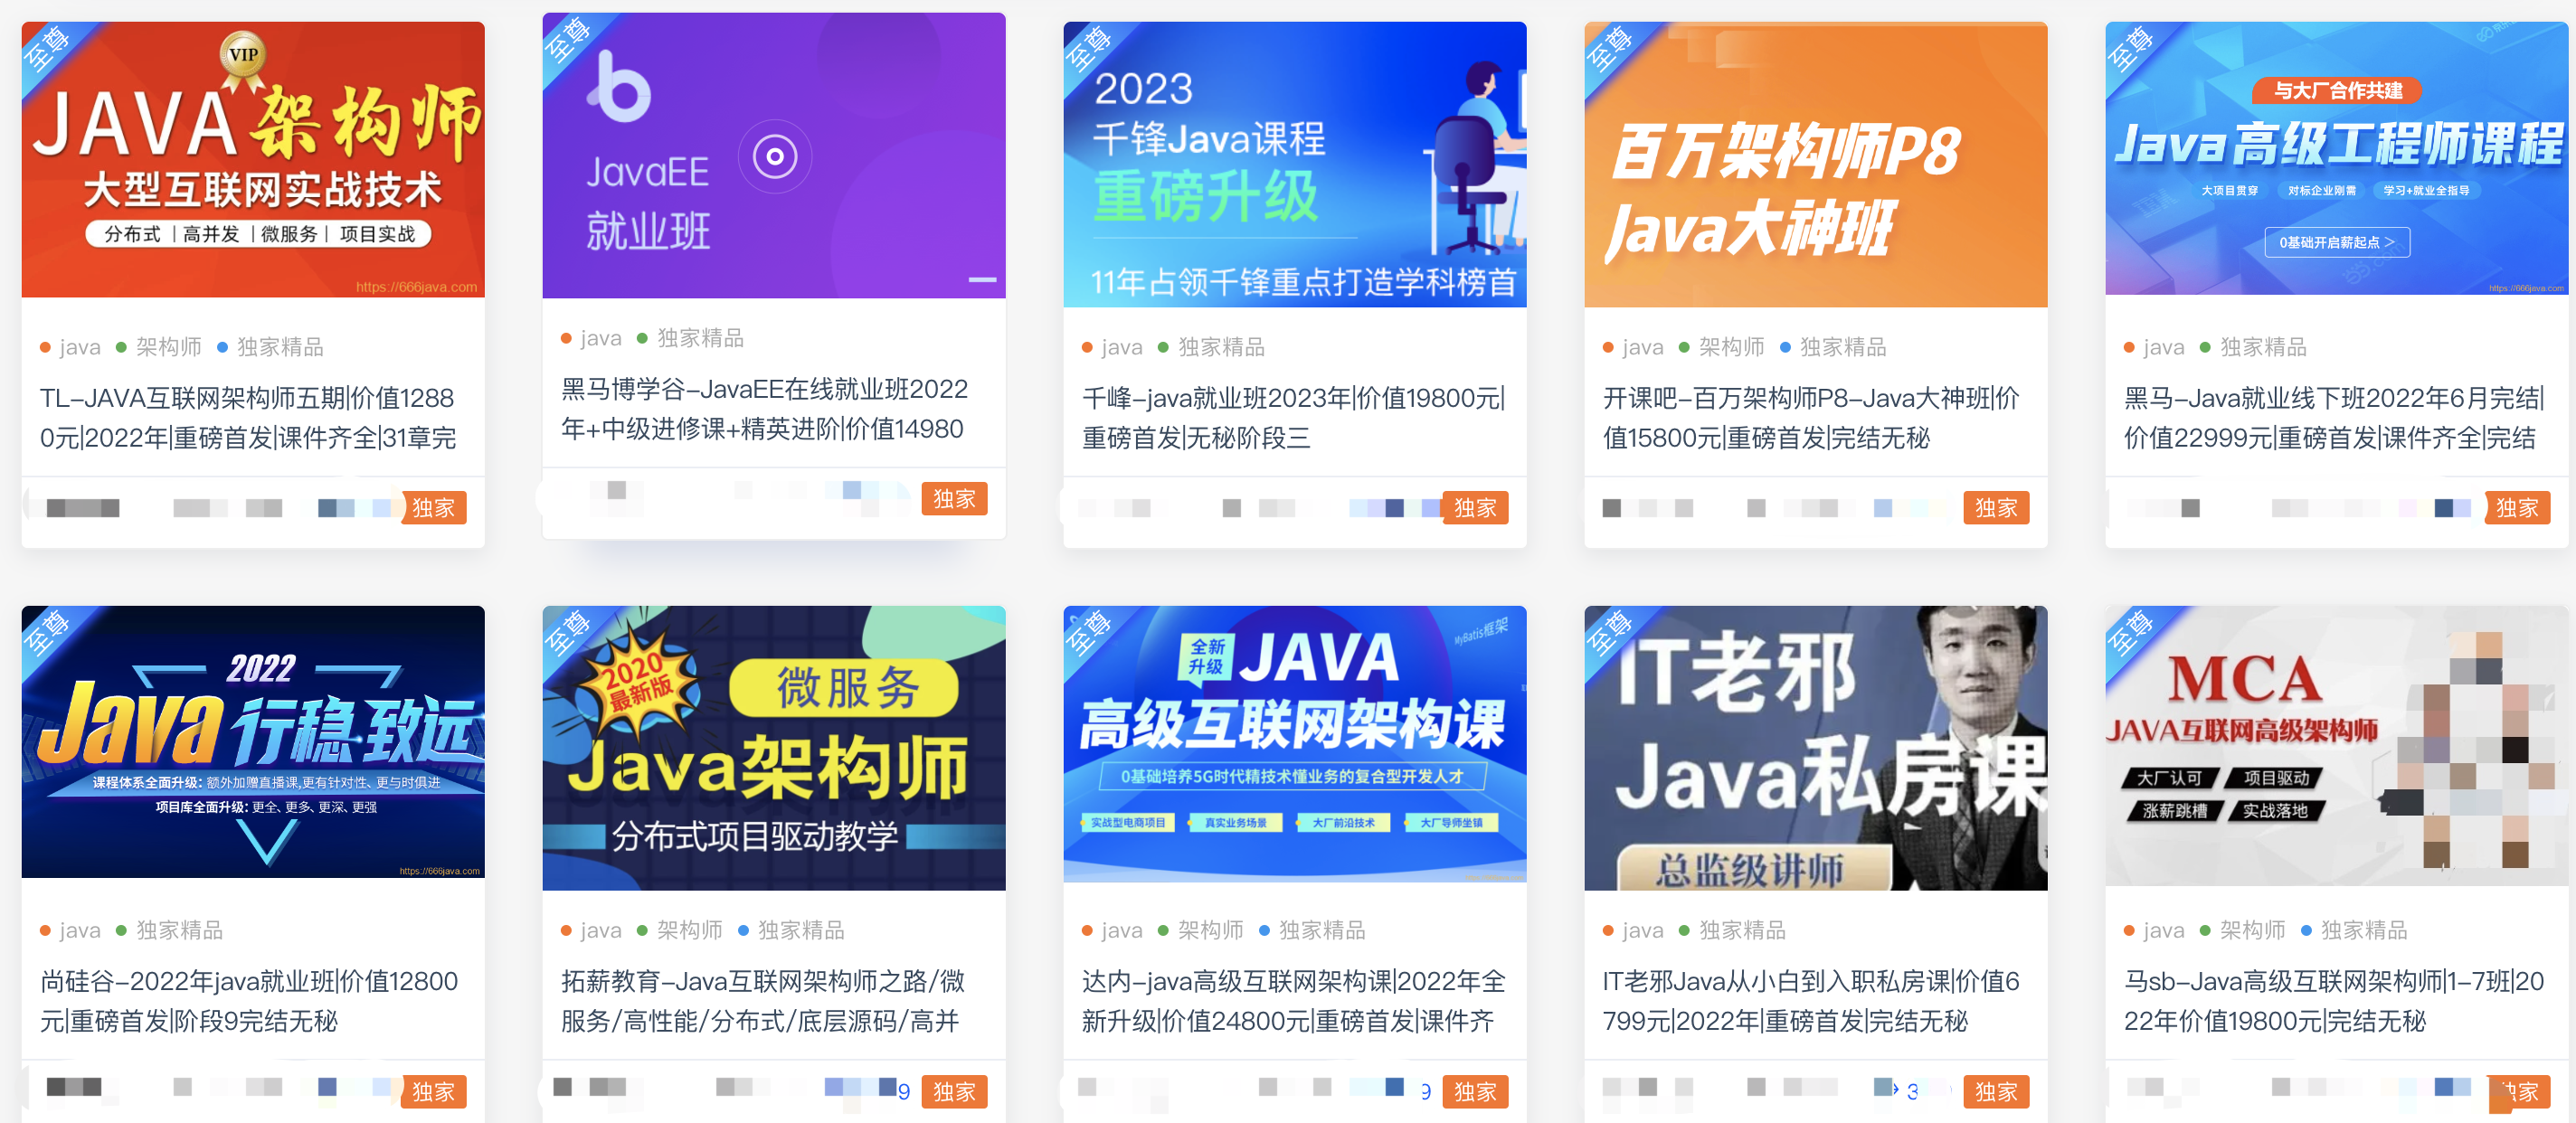 至尊
VIP
JAVA架构师
大型互联网实战技术
分布式 | 高并发 | 微服务 | 项目实战
https://666java.com
java 架构师 独家精品
TL-JAVA互联网架构师五期|价值1288
0元|2022年|重磅首发|课件齐全|31章完
独家
至尊
b
JavaEE
就业班
java 独家精品
黑马博学谷-JavaEE在线就业班2022
年+中级进修课+精英进阶|价值14980
独家
至尊
2023
千锋Java课程
重磅升级
11年占领千锋重点打造学科榜首
java 独家精品
千峰-java就业班2023年|价值19800元|
重磅首发|无秘阶段三
独家
至尊
百万架构师P8
Java大神班
java 架构师 独家精品
开课吧-百万架构师P8-Java大神班|价
值15800元|重磅首发|完结无秘
独家
至尊
与大厂合作共建
Java高级工程师课程
大项目贯穿 对标企业刚需 学习+就业全指导
0基础开启薪起点 >
https://666java.com
java 独家精品
黑马-Java就业线下班2022年6月完结|
价值22999元|重磅首发|课件齐全|完结
独家
至尊
2022
Java行稳致远
课程体系全面升级: 额外加赠直播课,更有针对性、更与时俱进
项目库全面升级: 更全、更多、更深、更强
https://666java.com
java 独家精品
尚硅谷-2022年java就业班|价值12800
元|重磅首发|阶段9完结无秘
独家
至尊
2020
最新版
微服务
Java架构师
分布式项目驱动教学
java 架构师 独家精品
拓薪教育-Java互联网架构师之路/微
服务/高性能/分布式/底层源码/高并
9 独家
至尊
全新
升级
JAVA
MyBatis框架
高级互联网架构课
0基础培养5G时代精技术懂业务的复合型开发人才
实战型电商项目 真实业务场景 大厂前沿技术 大厂导师坐镇
java 架构师 独家精品
达内-java高级互联网架构课|2022年全
新升级|价值24800元|重磅首发|课件齐
9 独家
至尊
IT老邪
Java私房课
总监级讲师
java 独家精品
IT老邪Java从小白到入职私房课|价值6
799元|2022年|重磅首发|完结无秘
3 独家
至尊
MCA
JAVA互联网高级架构师
大厂认可 项目驱动
涨薪跳槽 实战落地
java 架构师 独家精品
马sb-Java高级互联网架构师|1-7班|20
22年价值19800元|完结无秘
独家